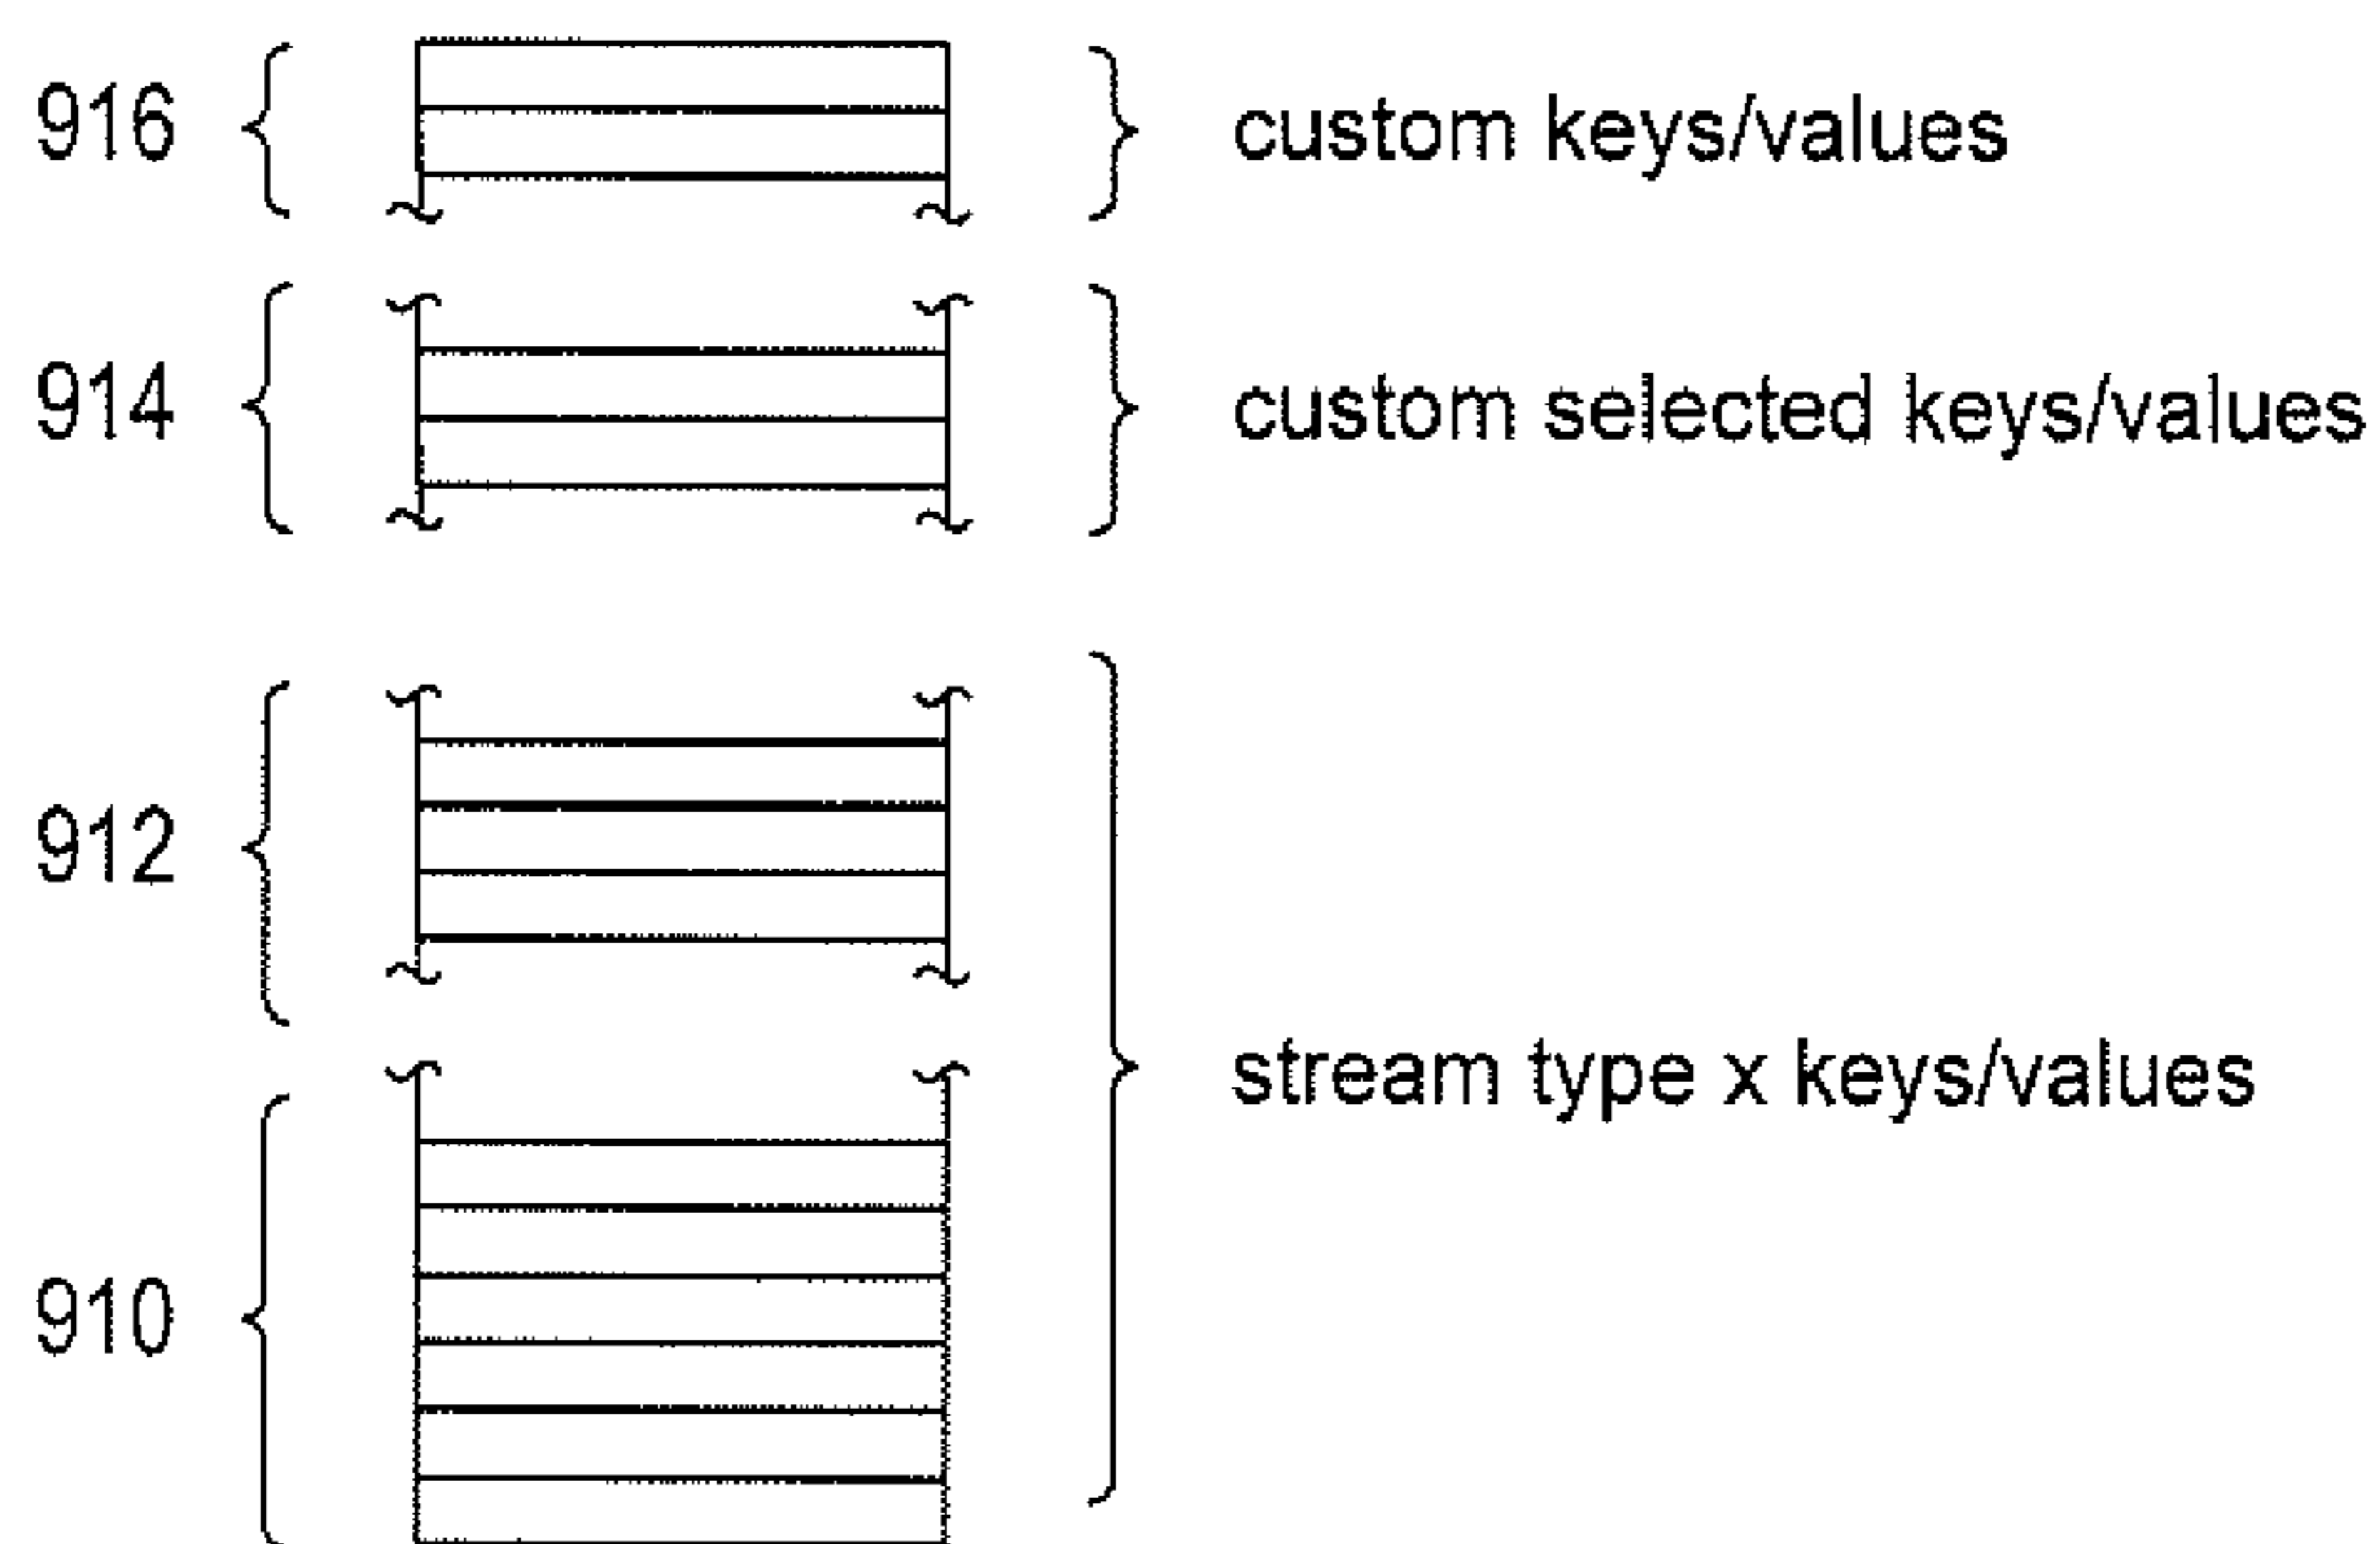 916 custom keys/values
914 custom selected keys/values
912
stream type x keys/values
910